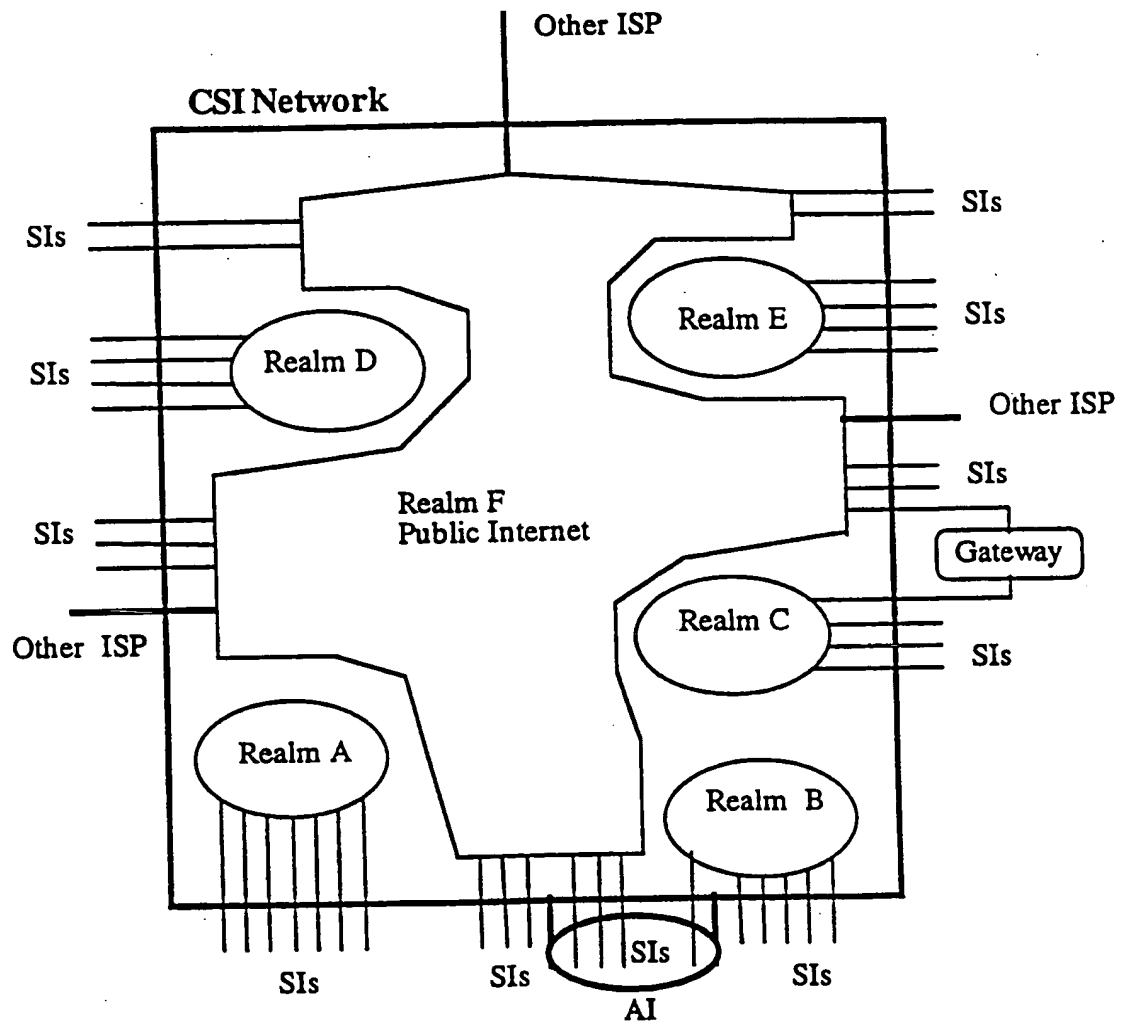 Other ISP
CSI Network
SIs
SIs
Realm E
SIs
Realm D
SIs
Other ISP
SIs
Realm F
Public Internet
SIs
Gateway
Other ISP
Realm C
SIs
Realm A
Realm B
SIs
SIs
SIs
SIs
AI